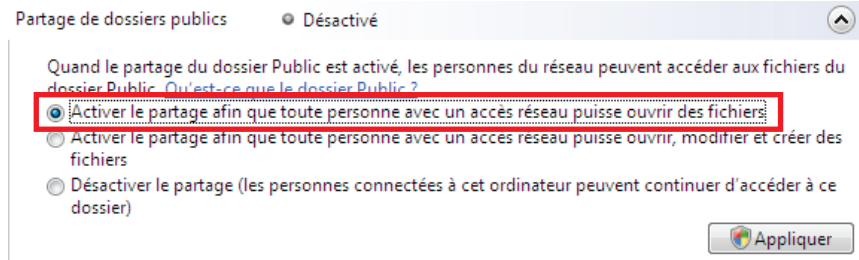 Partage de dossiers publics Désactivé
Quand le partage du dossier Public est activé, les personnes du réseau peuvent accéder aux fichiers du
dossier Public. Qu'est-ce que le dossier Public ?
Activer le partage afin que toute personne avec un accès réseau puisse ouvrir des fichiers
Activer le partage afin que toute personne avec un accès réseau puisse ouvrir, modifier et créer des
fichiers
Désactiver le partage (les personnes connectées à cet ordinateur peuvent continuer d'accéder à ce
dossier)
Appliquer